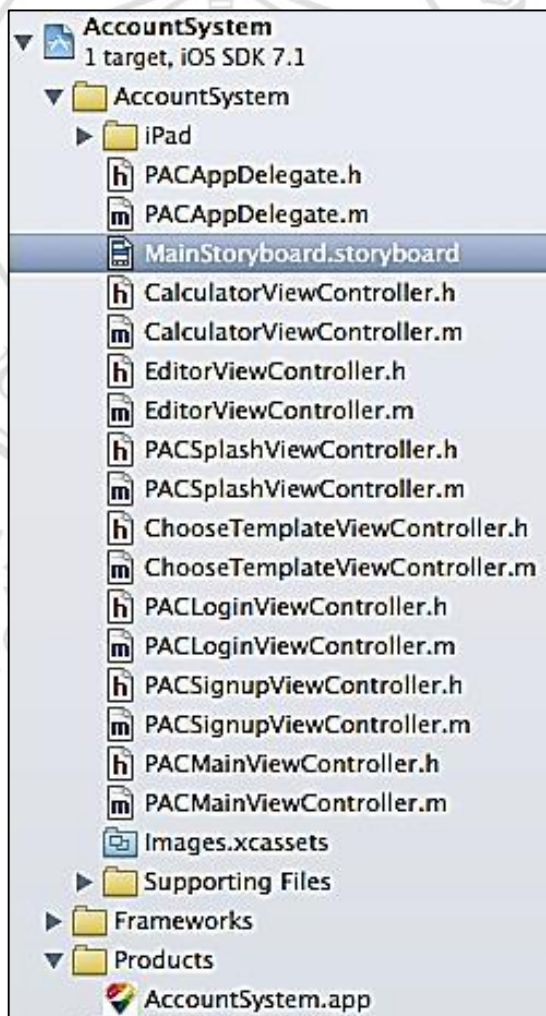 AccountSystem
1 target, iOS SDK 7.1
AccountSystem
iPad
h PACAppDelegate.h
m PACAppDelegate.m
MainStoryboard.storyboard
h CalculatorViewController.h
m CalculatorViewController.m
h EditorViewController.h
m EditorViewController.m
h PACSplashViewController.h
m PACSplashViewController.m
h ChooseTemplateViewController.h
m ChooseTemplateViewController.m
h PACLoginViewController.h
m PACLoginViewController.m
h PACSignupViewController.h
m PACSignupViewController.m
h PACMainViewController.h
m PACMainViewController.m
Images.xcassets
Supporting Files
Frameworks
Products
AccountSystem.app